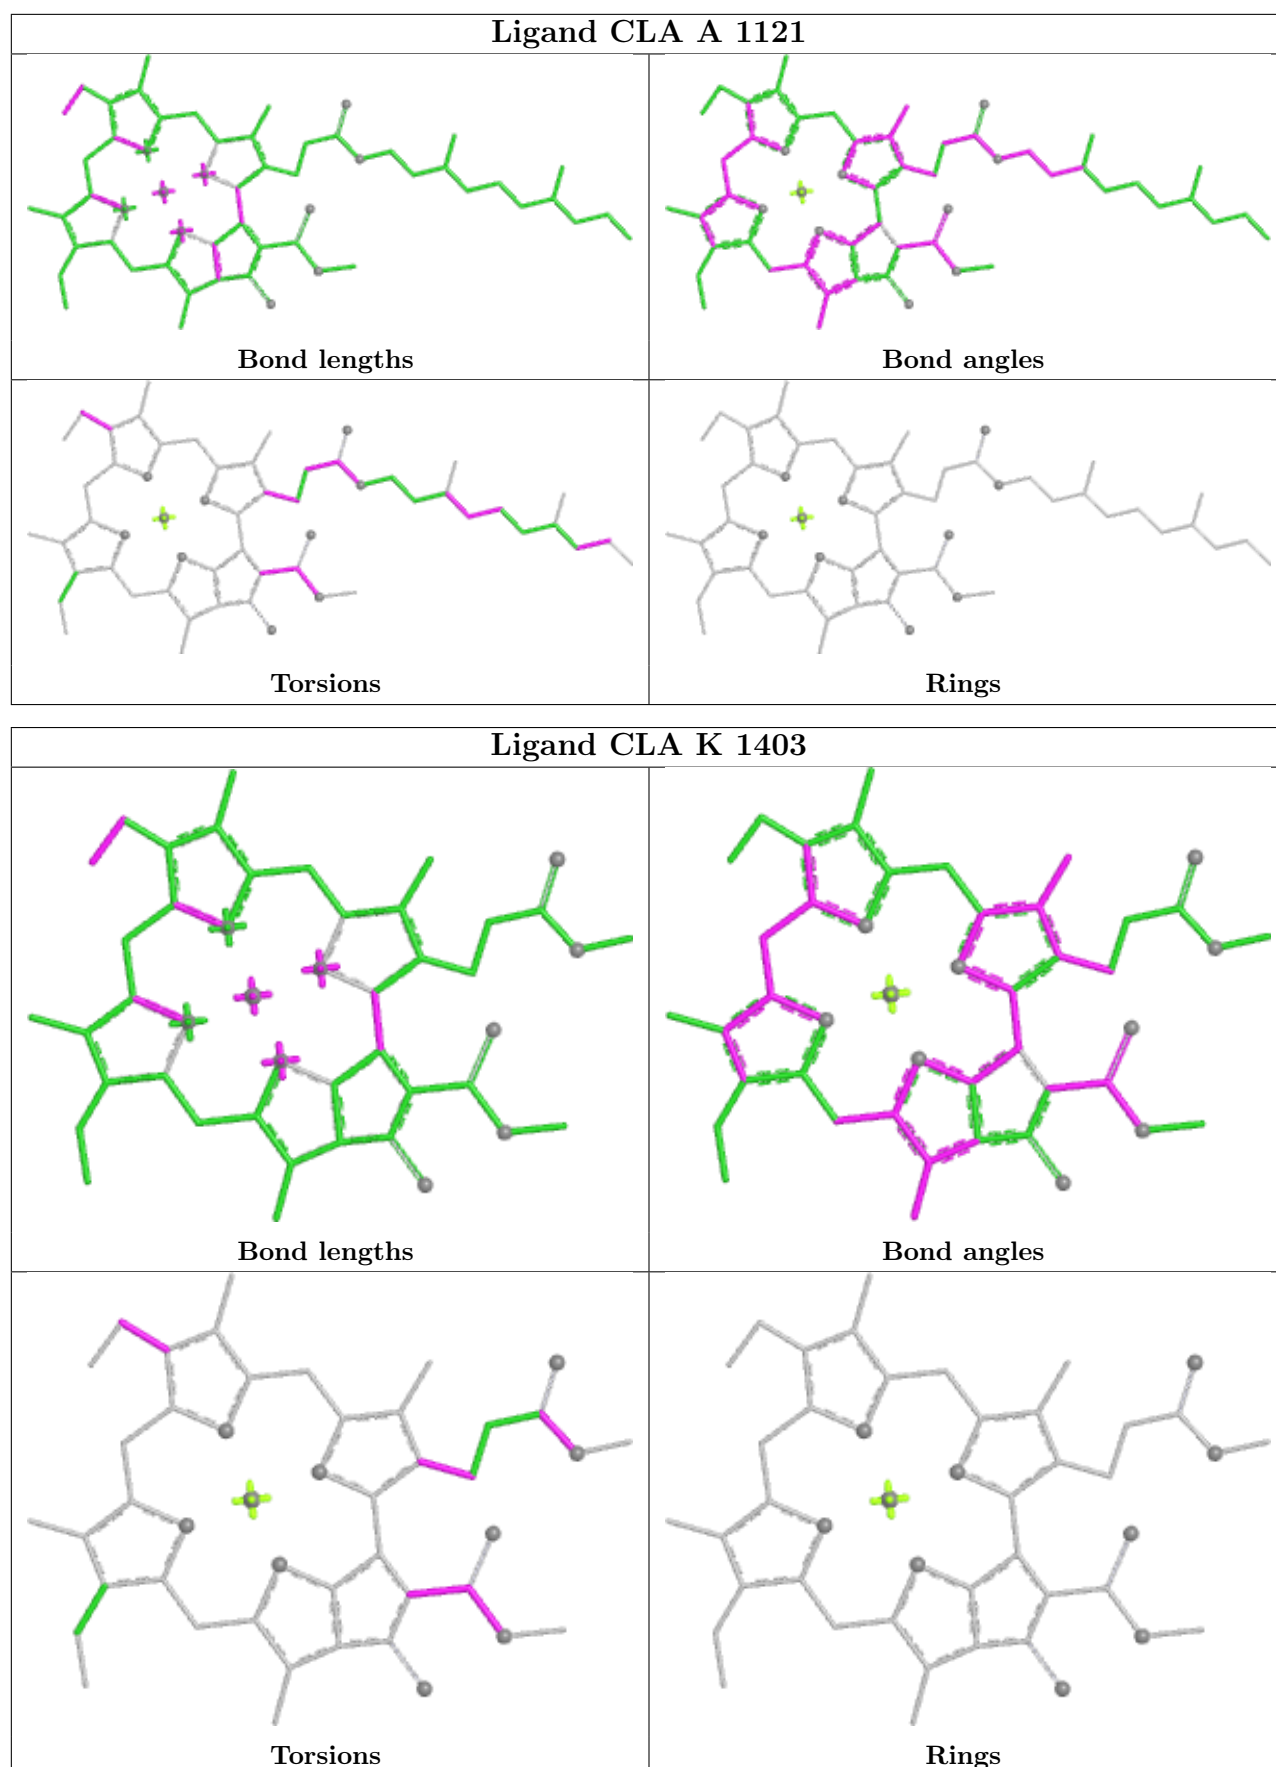 Ligand CLA A 1121
Bond lengths
Bond angles
Torsions
Rings
Ligand CLA K 1403
Bond lengths
Bond angles
Torsions
Rings